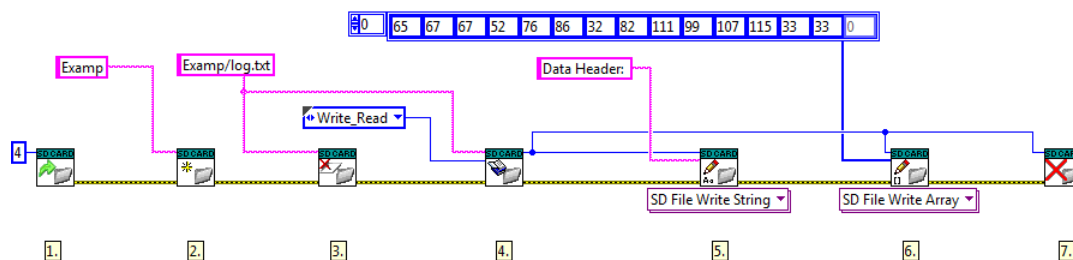 0 65 67 67 52 76 86 32 82 111 99 107 115 33 33 0
Examp
Examp/log.txt
Data Header:
Write_Read
4
SD CARD SD CARD SD CARD SD CARD SD CARD SD CARD SD CARD
SD File Write String
SD File Write Array
1. 2. 3. 4. 5. 6. 7.